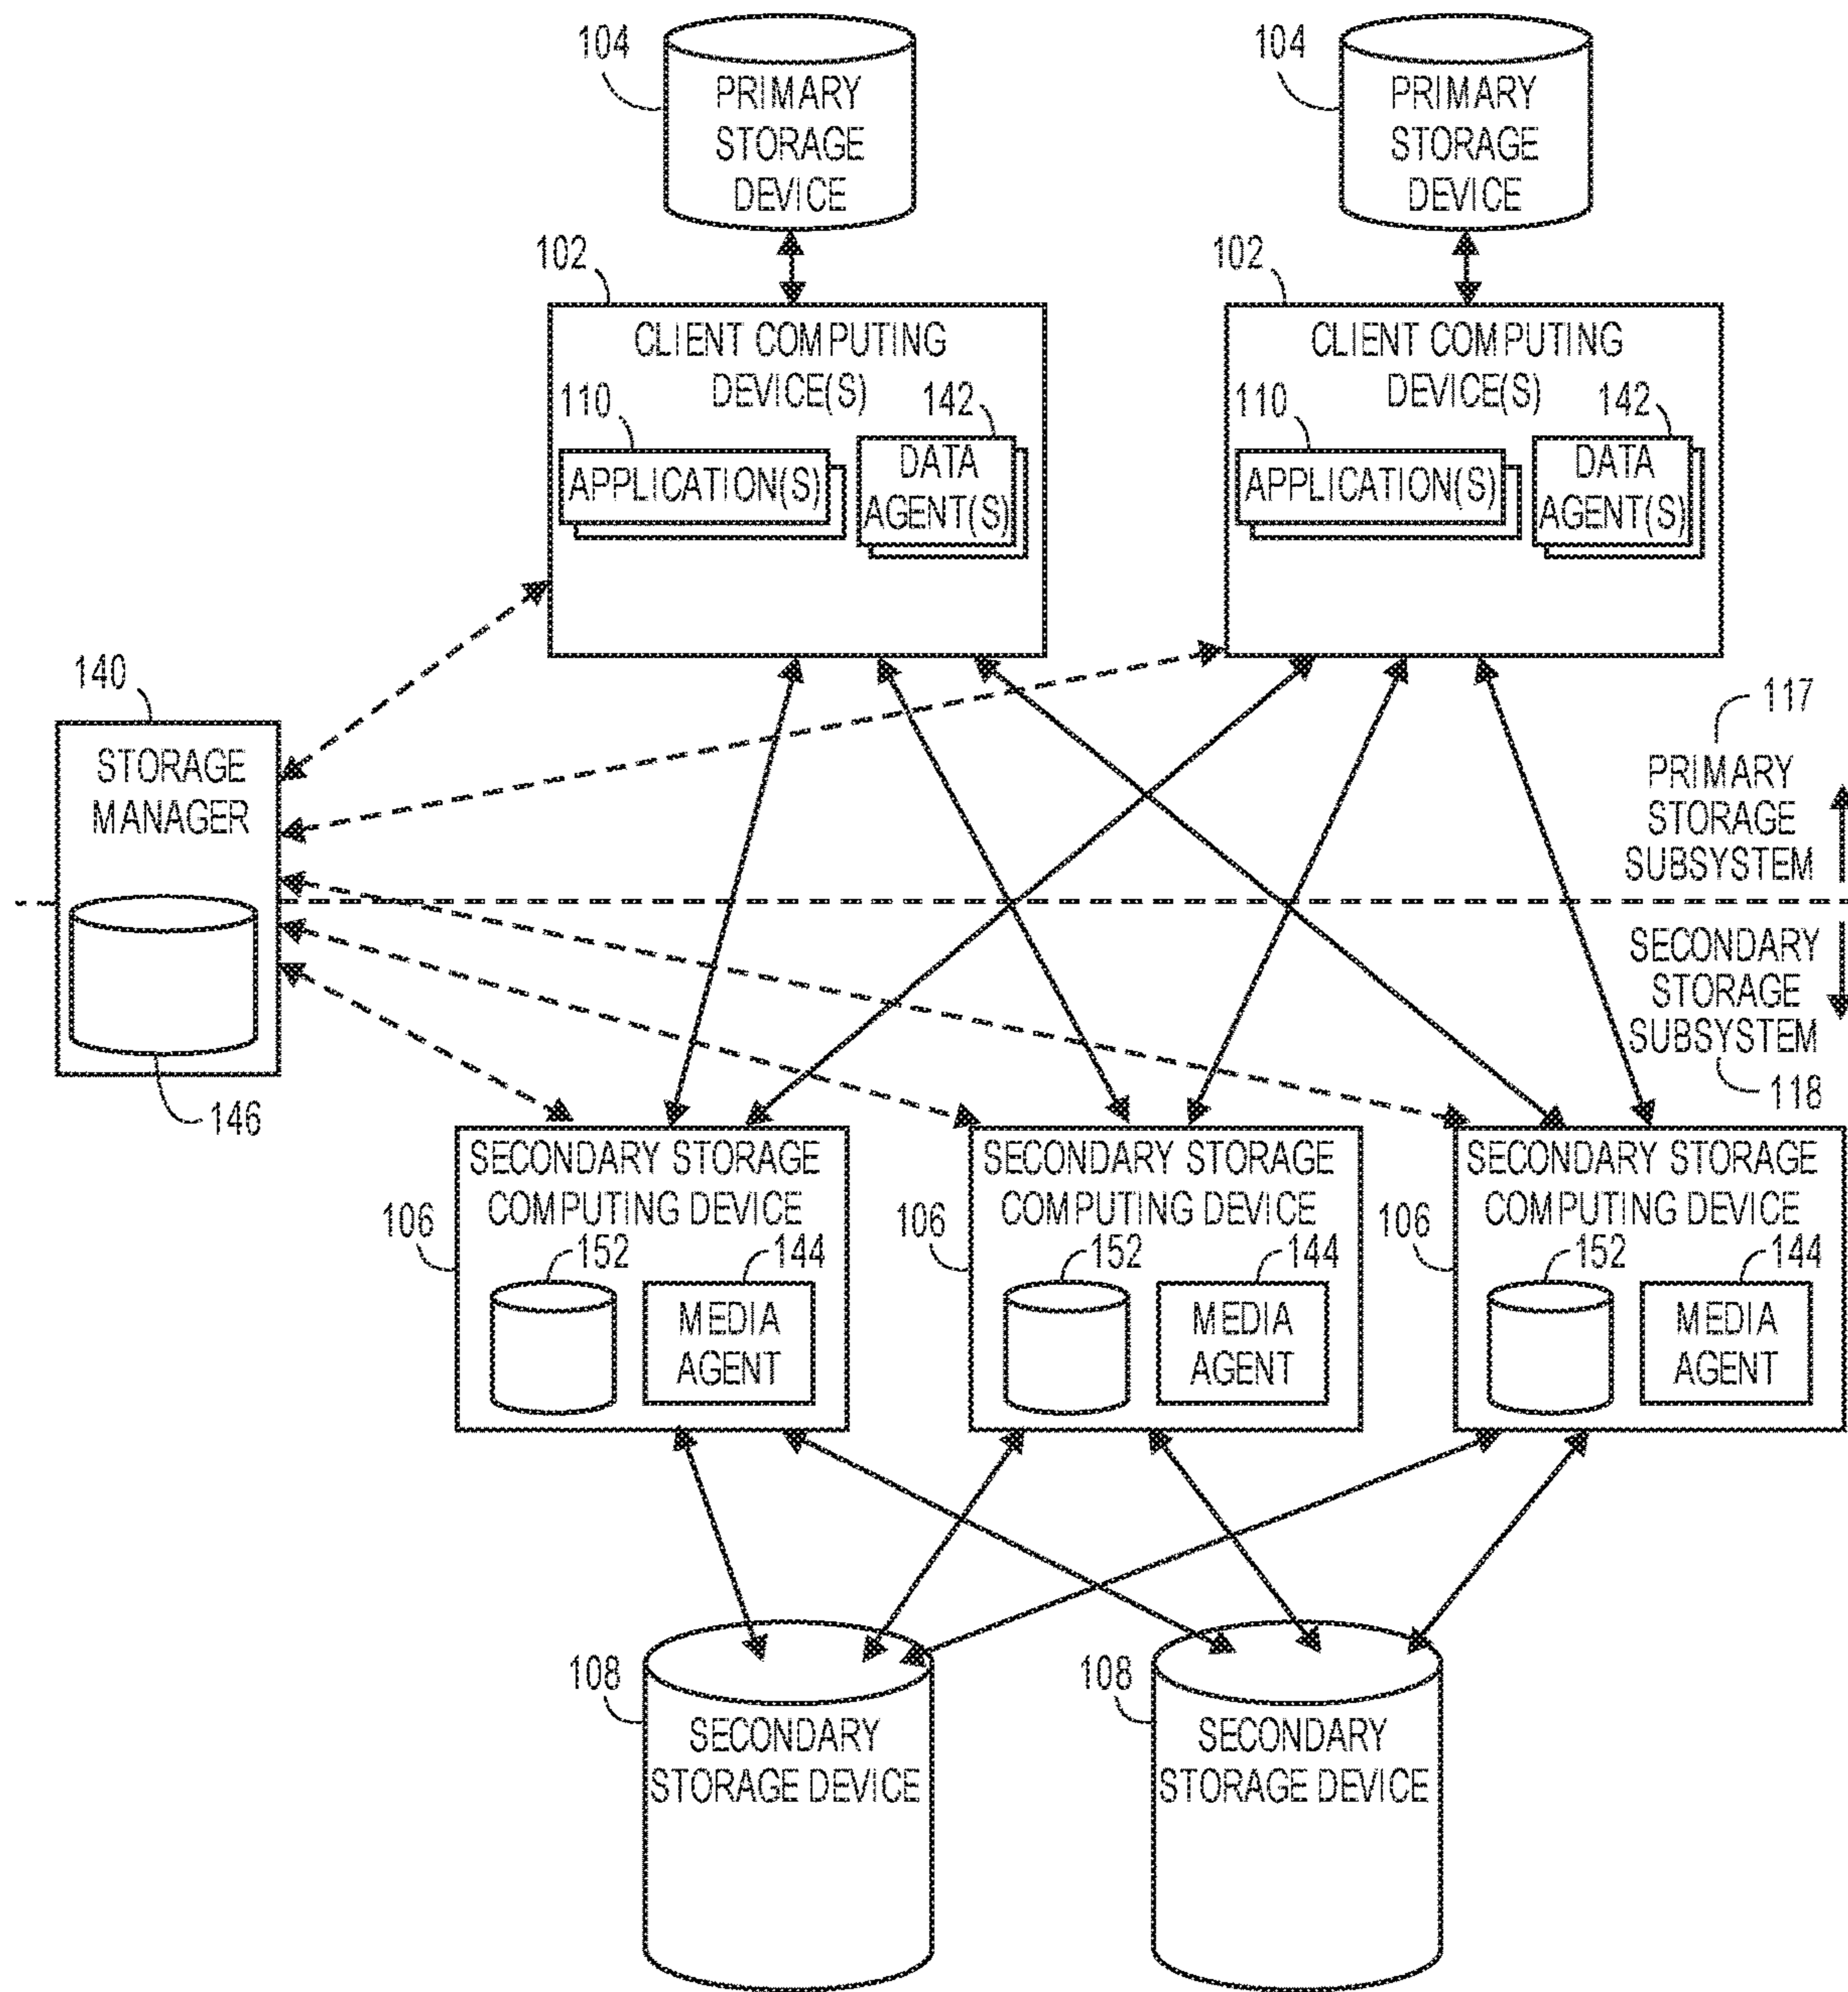 104
PRIMARY
STORAGE
DEVICE
104
PRIMARY
STORAGE
DEVICE
102
CLIENT COMPUTING
DEVICE(S)
110
142
APPLICATION(S)
DATA
AGENT(S)
102
CLIENT COMPUTING
DEVICE(S)
110
142
APPLICATION(S)
DATA
AGENT(S)
140
STORAGE
MANAGER
146
117
PRIMARY
STORAGE
SUBSYSTEM
SECONDARY
STORAGE
SUBSYSTEM
118
SECONDARY STORAGE
COMPUTING DEVICE
106
152
144
MEDIA
AGENT
SECONDARY STORAGE
COMPUTING DEVICE
106
152
144
MEDIA
AGENT
SECONDARY STORAGE
COMPUTING DEVICE
106
152
144
MEDIA
AGENT
108
SECONDARY
STORAGE DEVICE
108
SECONDARY
STORAGE DEVICE